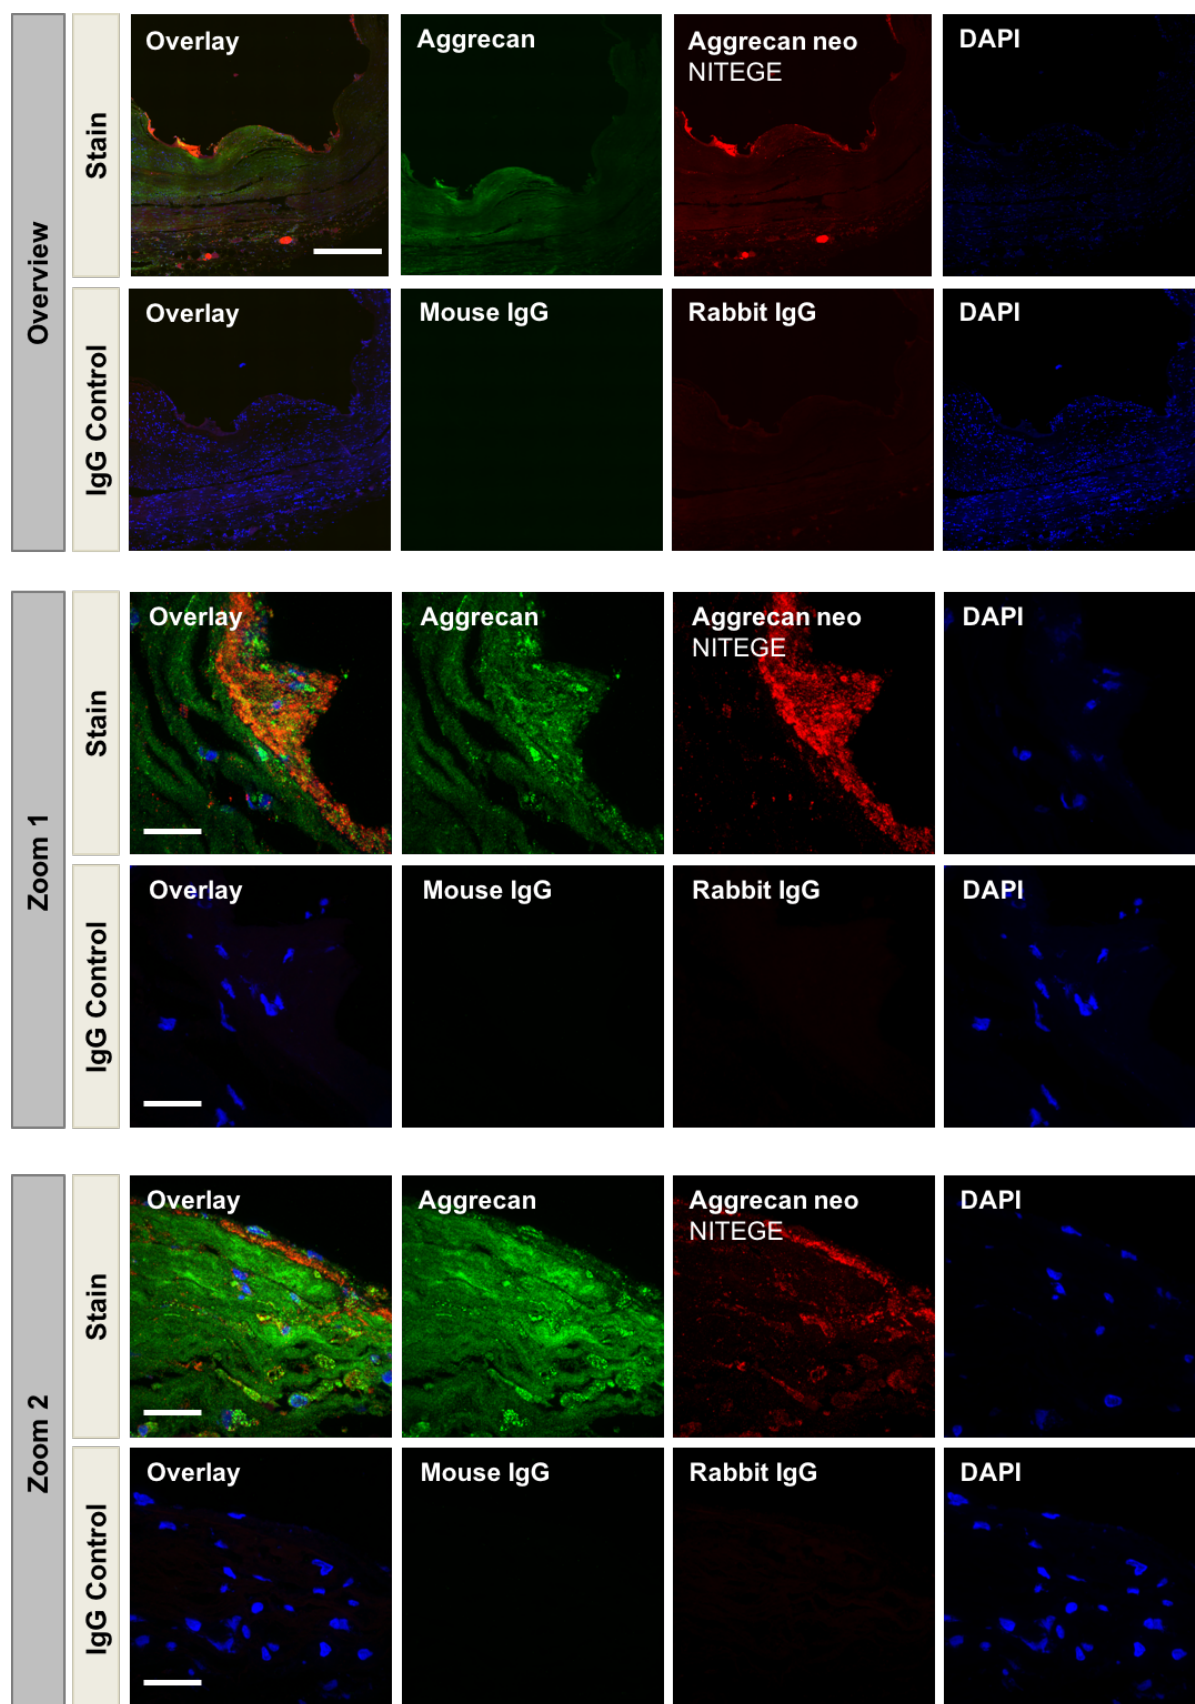 Overview
Stain
Overlay
Aggrecan
Aggrecan neo
NITEGE
DAPI
IgG Control
Overlay
Mouse IgG
Rabbit IgG
DAPI
Zoom 1
Stain
Overlay
Aggrecan
Aggrecan neo
NITEGE
DAPI
IgG Control
Overlay
Mouse IgG
Rabbit IgG
DAPI
Zoom 2
Stain
Overlay
Aggrecan
Aggrecan neo
NITEGE
DAPI
IgG Control
Overlay
Mouse IgG
Rabbit IgG
DAPI